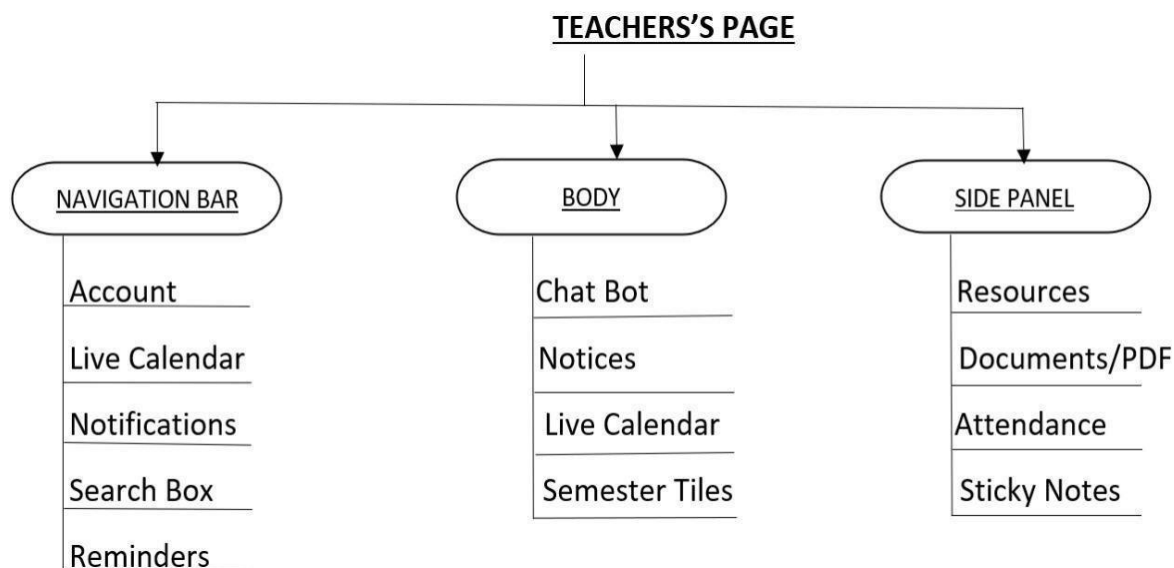 TEACHERS'S PAGE
NAVIGATION BAR
Account
Live Calendar
Notifications
Search Box
Reminders
BODY
Chat Bot
Notices
Live Calendar
Semester Tiles
SIDE PANEL
Resources
Documents/PDF
Attendance
Sticky Notes